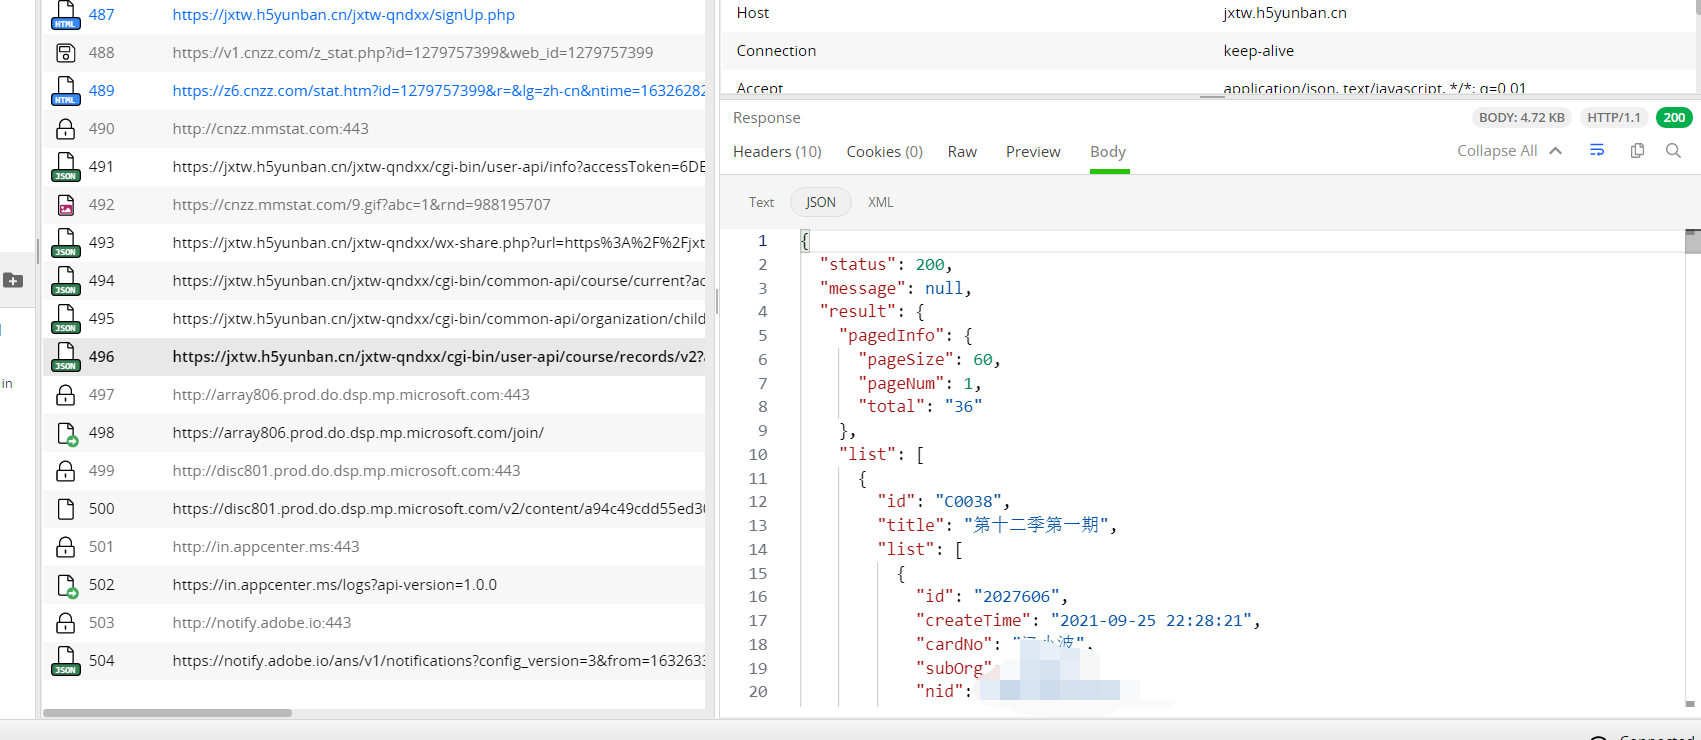 487 https://jxtw.h5yunban.cn/jxtw-qndxx/signUp.php
488 https://v1.cnzz.com/z_stat.php?id=1279757399&web_id=1279757399
489 https://z6.cnzz.com/stat.htm?id=1279757399&r=&lg=zh-cn&ntime=16326282
490 http://cnzz.mmstat.com:443
491 https://jxtw.h5yunban.cn/jxtw-qndxx/cgi-bin/user-api/info?accessToken=6DE
492 https://cnzz.mmstat.com/9.gif?abc=1&rnd=988195707
493 https://jxtw.h5yunban.cn/jxtw-qndxx/wx-share.php?url=https%3A%2F%2Fjxt
494 https://jxtw.h5yunban.cn/jxtw-qndxx/cgi-bin/common-api/course/current?ac
495 https://jxtw.h5yunban.cn/jxtw-qndxx/cgi-bin/common-api/organization/child
496 https://jxtw.h5yunban.cn/jxtw-qndxx/cgi-bin/user-api/course/records/v2?a
497 http://array806.prod.do.dsp.mp.microsoft.com:443
498 https://array806.prod.do.dsp.mp.microsoft.com/join/
499 http://disc801.prod.do.dsp.mp.microsoft.com:443
500 https://disc801.prod.do.dsp.mp.microsoft.com/v2/content/a94c49cdd55ed30
501 http://in.appcenter.ms:443
502 https://in.appcenter.ms/logs?api-version=1.0.0
503 http://notify.adobe.io:443
504 https://notify.adobe.io/ans/v1/notifications?config_version=3&from=1632633
HTML
HTML
JSON
JSON
JSON
JSON
JSON
JSON
in
Host jxtw.h5yunban.cn
Connection keep-alive
Accept application/json, text/javascript, */*; q=0.01
Response BODY: 4.72 KB HTTP/1.1 200
Headers (10) Cookies (0) Raw Preview Body Collapse All
Text JSON XML
1 {
2 "status": 200,
3 "message": null,
4 "result": {
5 "pagedInfo": {
6 "pageSize": 60,
7 "pageNum": 1,
8 "total": "36"
9 },
10 "list": [
11 {
12 "id": "C0038",
13 "title": "第十二季第一期",
14 "list": [
15 {
16 "id": "2027606",
17 "createTime": "2021-09-25 22:28:21",
18 "cardNo": 波",
19 "subOrg"
20 "nid":
Connected